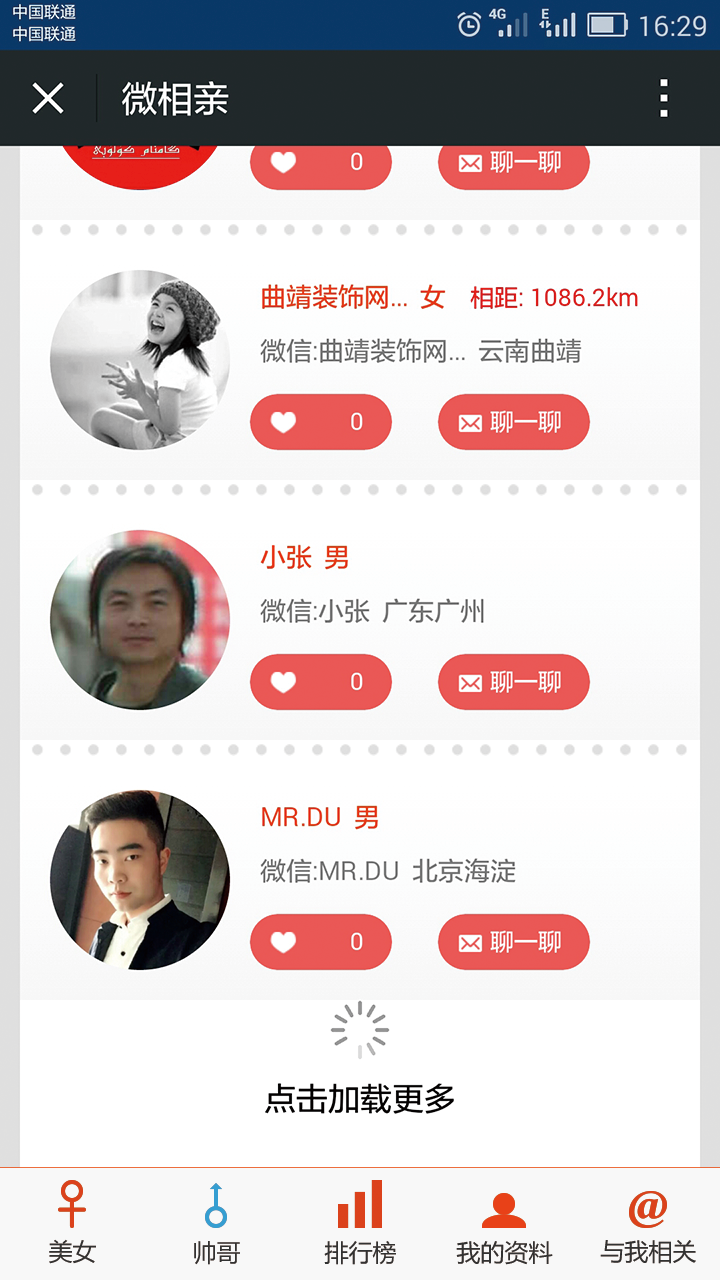 中国联通
中国联通
4G
E
16:29
微相亲
0 聊一聊
曲靖装饰网... 女 相距: 1086.2km
微信:曲靖装饰网... 云南曲靖
0 聊一聊
小张 男
微信:小张 广东广州
0 聊一聊
MR.DU 男
微信:MR.DU 北京海淀
0 聊一聊
点击加载更多
美女 帅哥 排行榜 我的资料 @ 与我相关